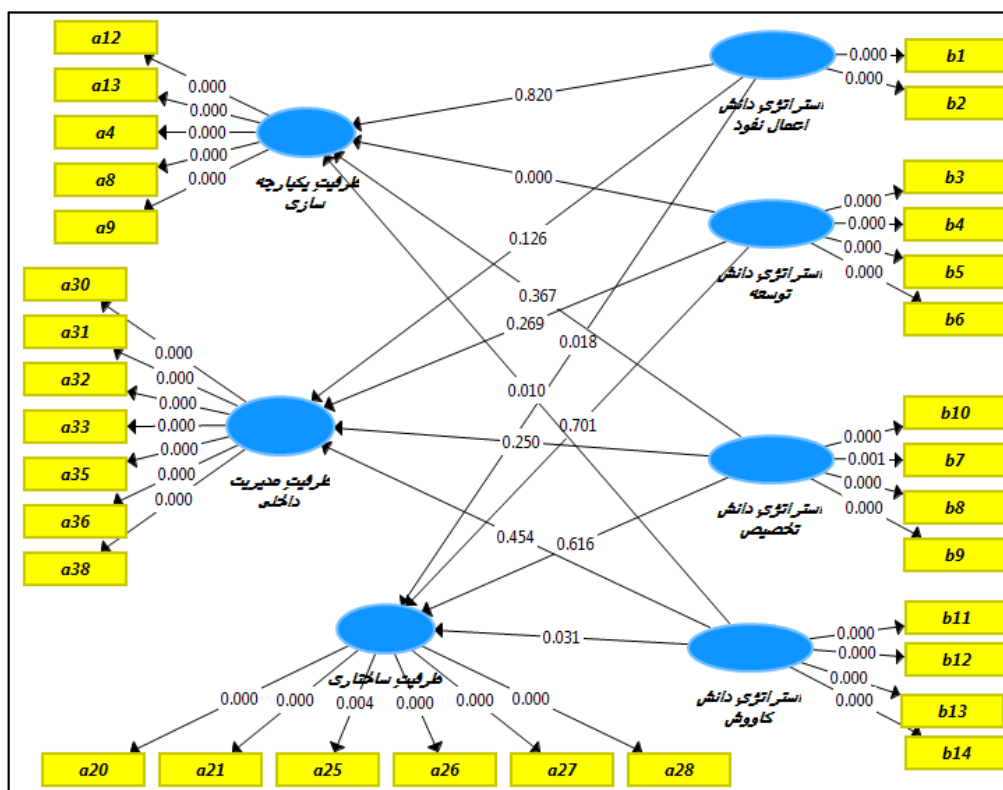 a12
a13
a4
a8
a9
0.000
0.000
0.000
0.000
0.000
ظرفیت یکپارچه
سازی
a30
a31
a32
a33
a35
a36
a38
0.000
0.000
0.000
0.000
0.000
0.000
0.000
ظرفیت مدیریت
داخلی
ظرفیت ساختاری
0.000
0.000
0.004
0.000
0.000
0.000
a20
a21
a25
a26
a27
a28
0.820
0.000
0.126
0.367
0.269
0.018
0.010
0.701
0.250
0.454
0.616
0.031
استراتژی دانش
اعمال نفوذ
0.000
0.000
b1
b2
استراتژی دانش
توسعه
0.000
0.000
0.000
0.000
b3
b4
b5
b6
استراتژی دانش
تخصیص
0.000
0.001
0.000
0.000
b10
b7
b8
b9
استراتژی دانش
کاووش
0.000
0.000
0.000
0.000
b11
b12
b13
b14